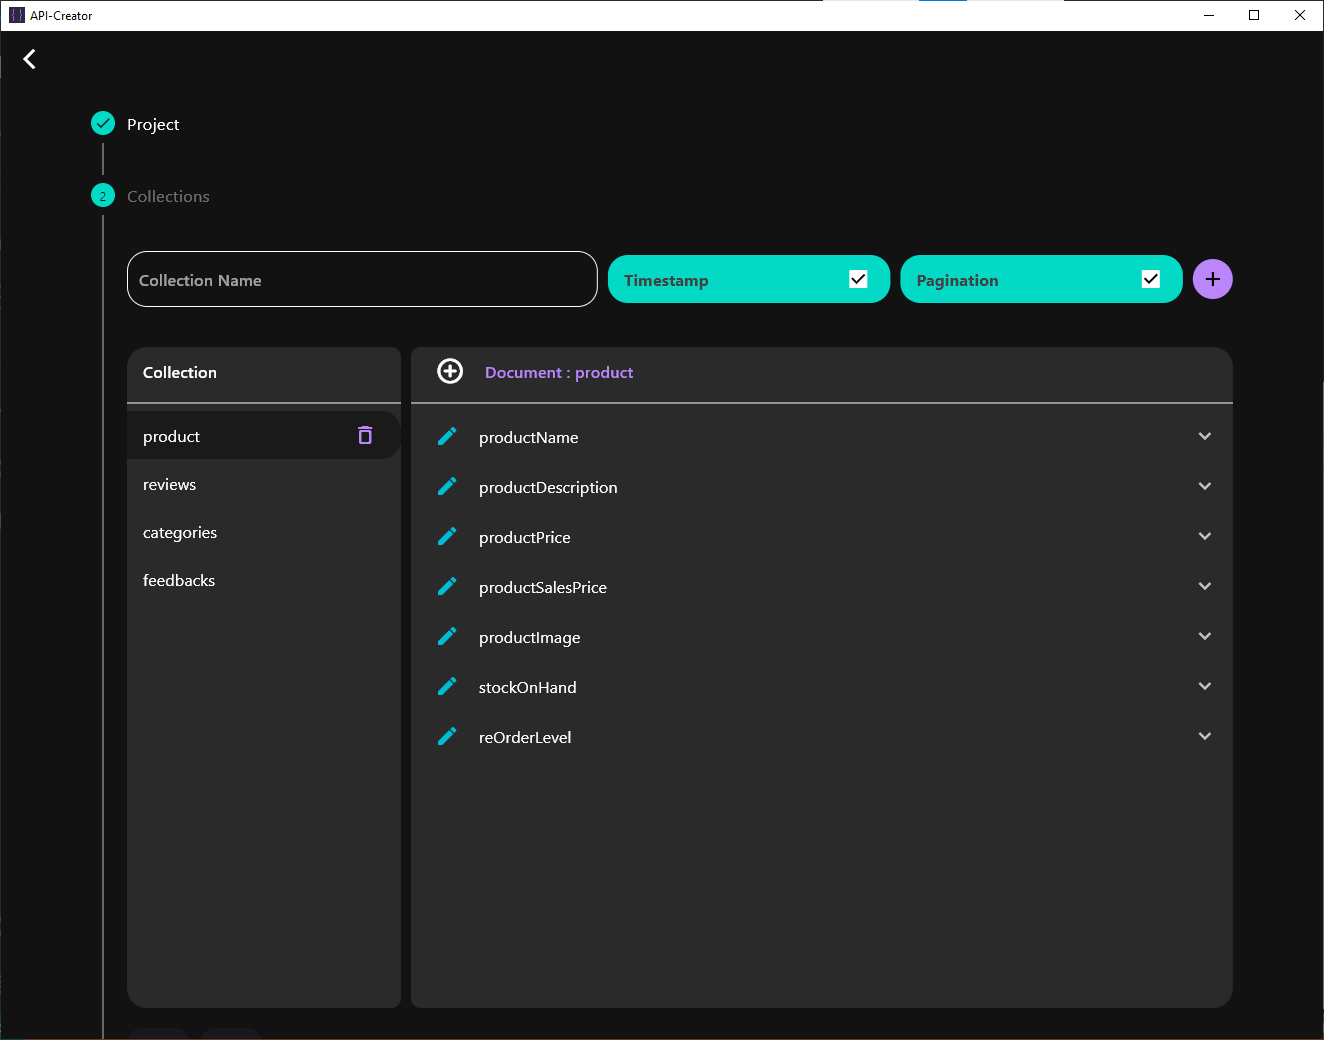 API-Creator
Project
2 Collections
Collection Name Timestamp Pagination
Collection
Document : product
product
reviews
categories
feedbacks
productName
productDescription
productPrice
productSalesPrice
productImage
stockOnHand
reOrderLevel